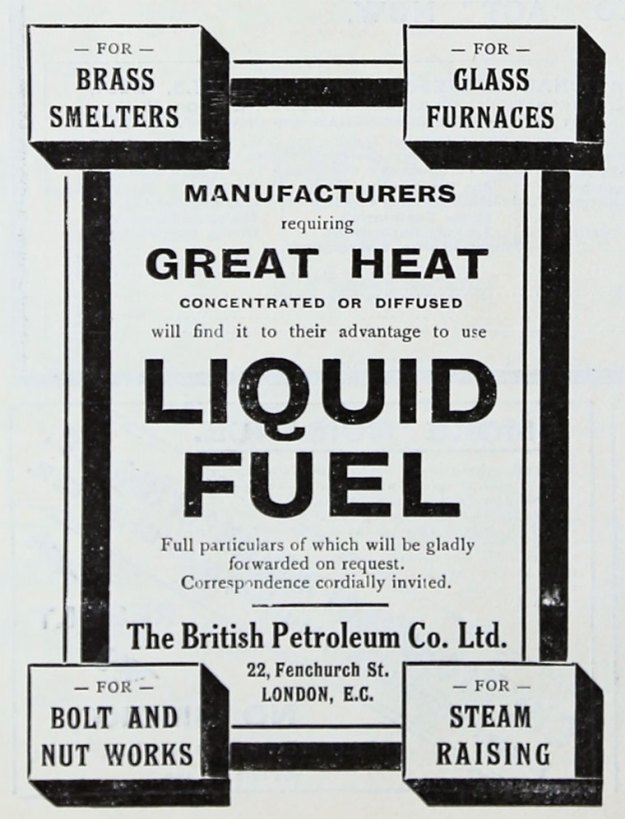 — FOR —
BRASS
SMELTERS
— FOR —
GLASS
FURNACES
MANUFACTURERS
requiring
GREAT HEAT
CONCENTRATED OR DIFFUSED
will find it to their advantage to use
LIQUID
FUEL
Full particulars of which will be gladly
forwarded on request.
Correspondence cordially invited.
The British Petroleum Co. Ltd.
22, Fenchurch St.
LONDON, E.C.
— FOR —
BOLT AND
NUT WORKS
— FOR —
STEAM
RAISING